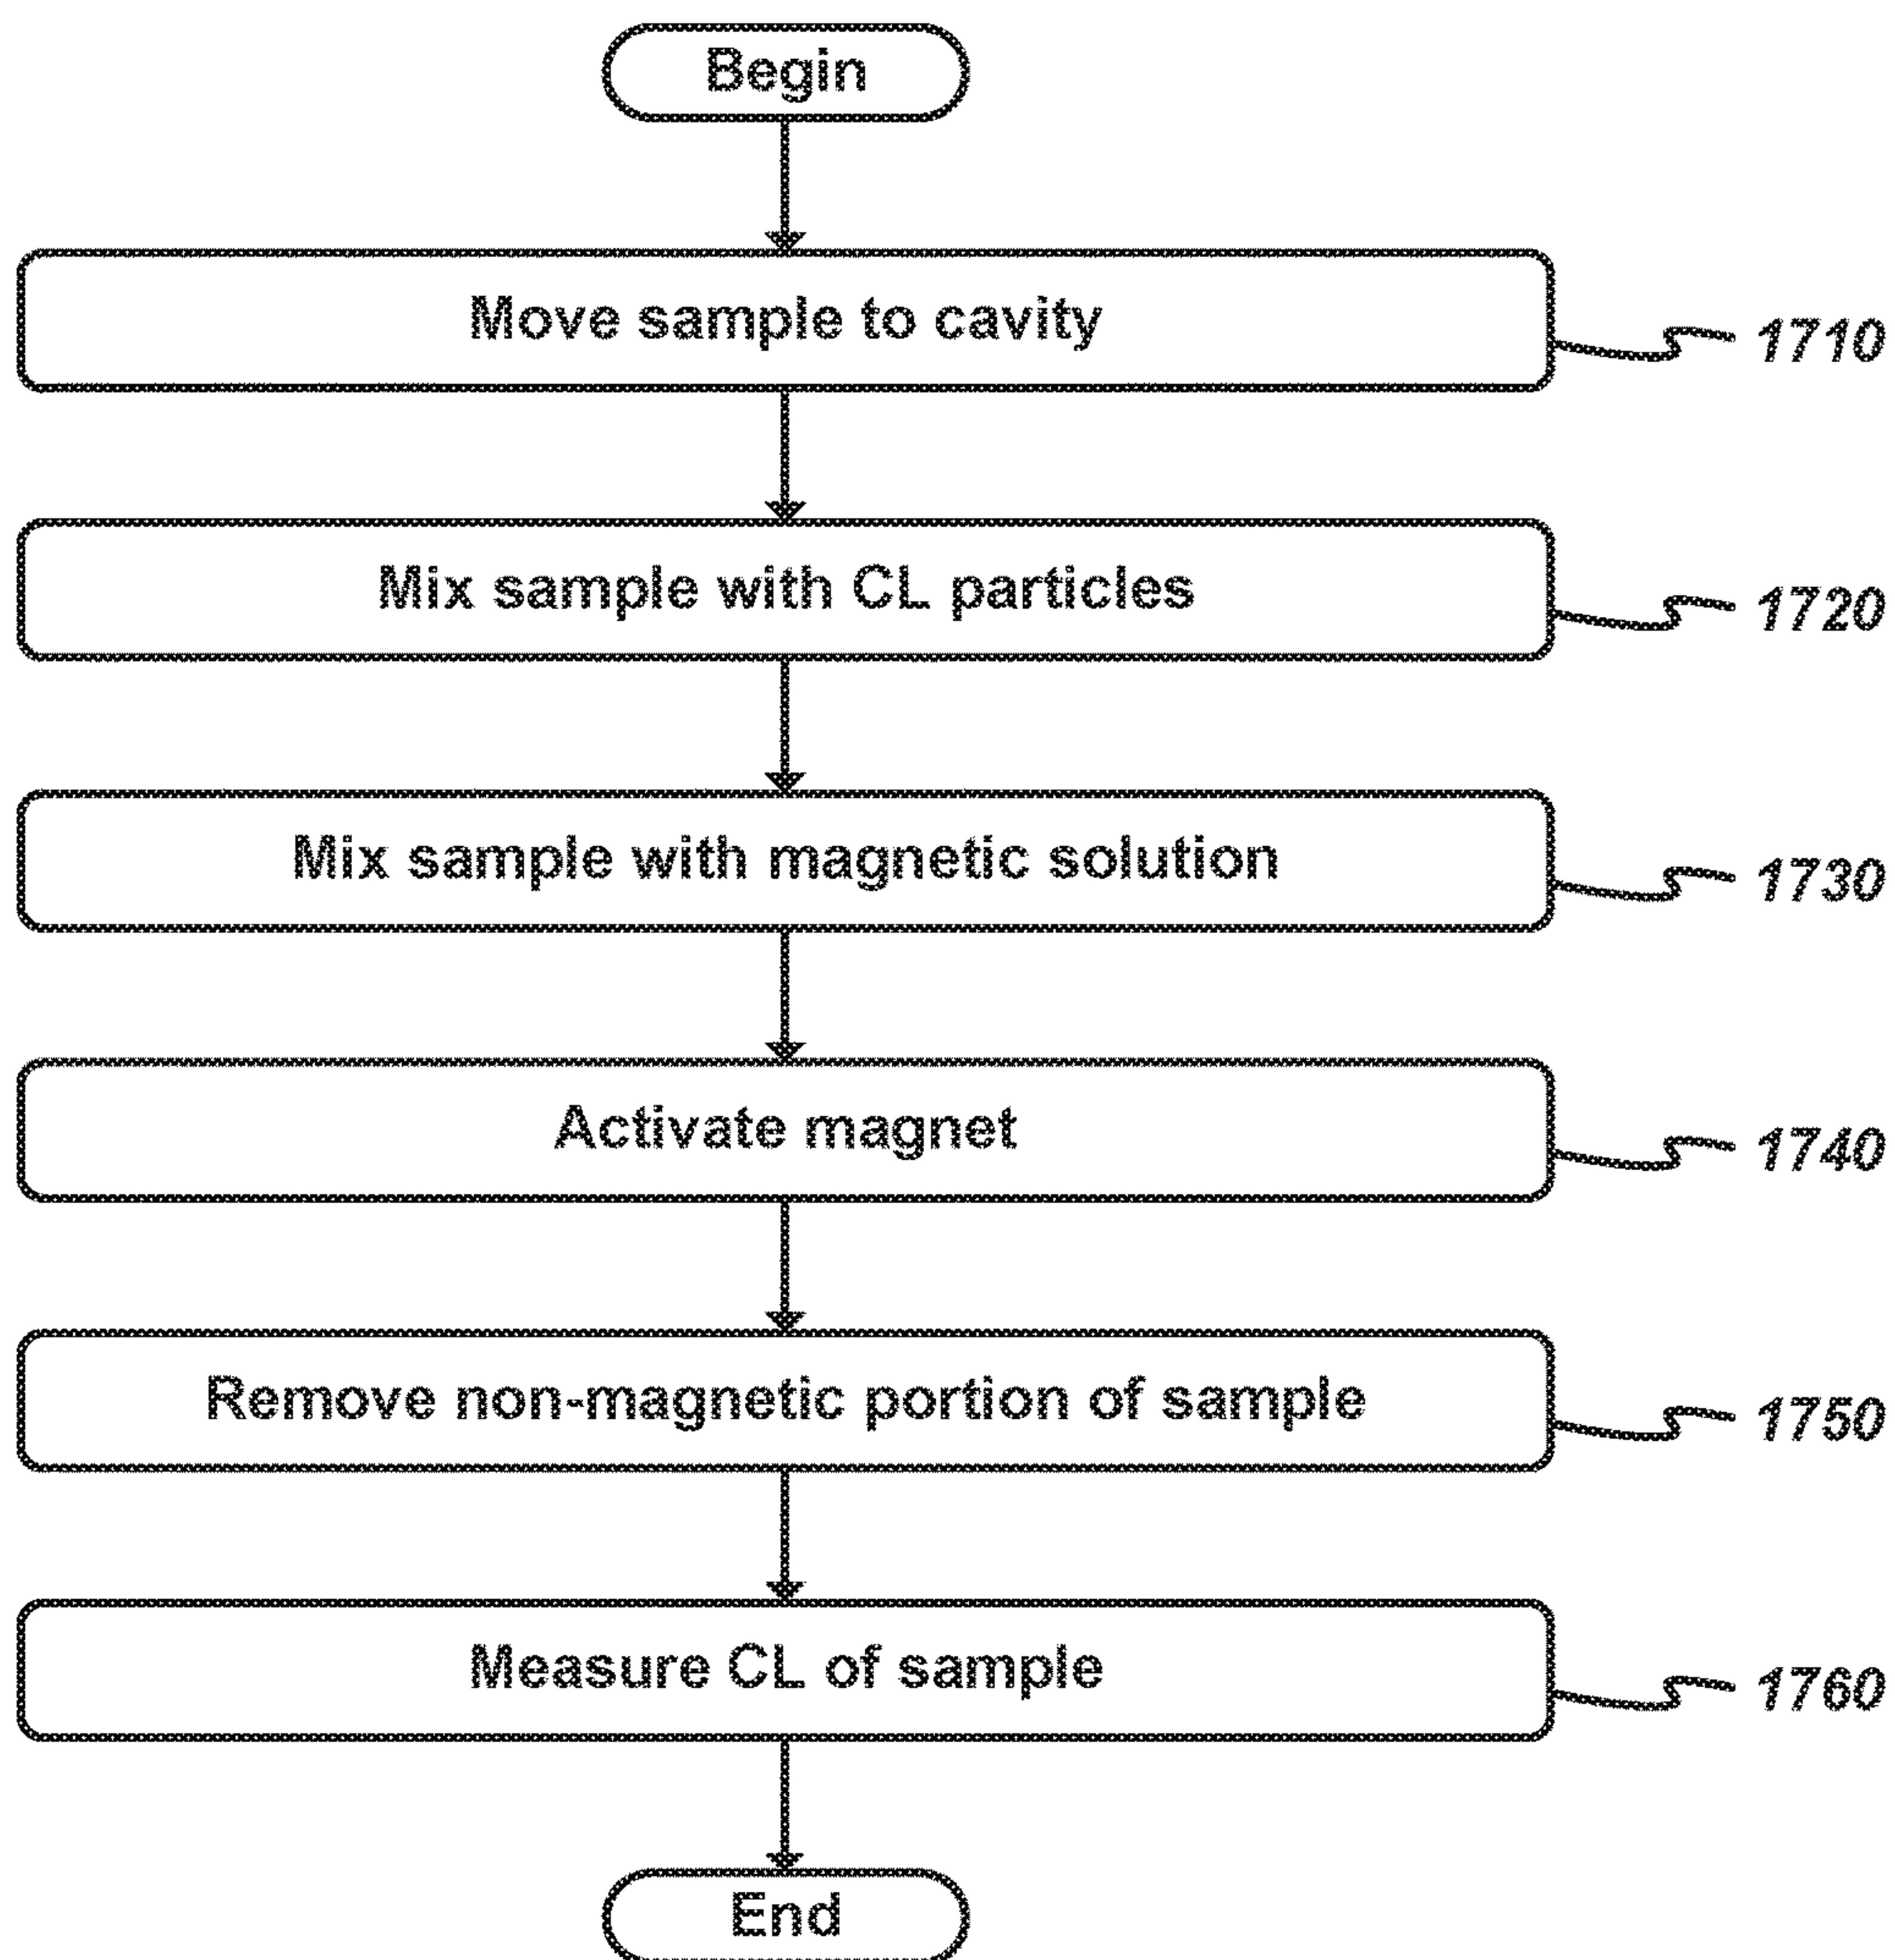 Begin
Move sample to cavity
1710
Mix sample with CL particles
1720
Mix sample with magnetic solution
1730
Activate magnet
1740
Remove non-magnetic portion of sample
1750
Measure CL of sample
1760
End